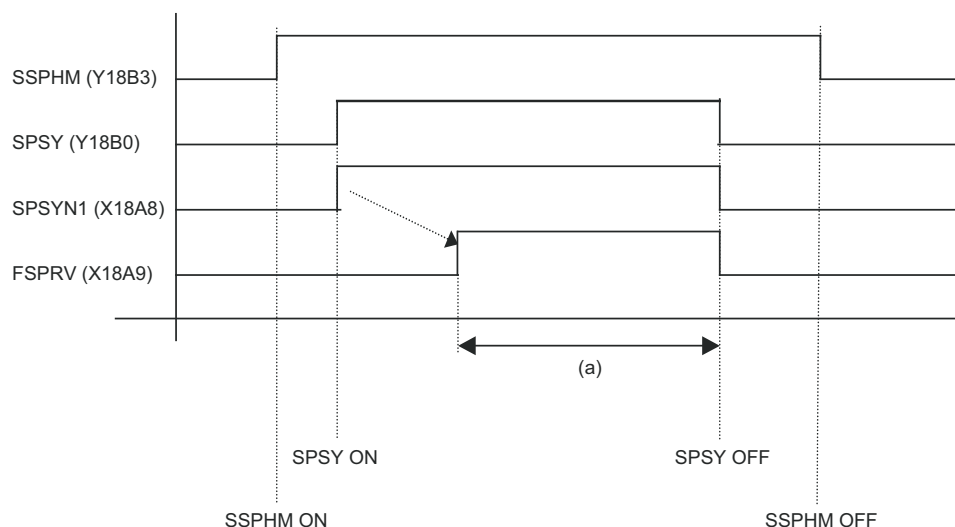 SSPHM (Y18B3)
SPSY (Y18B0)
SPSYN1 (X18A8)
FSPRV (X18A9)
(a)
SPSY ON
SPSY OFF
SSPHM ON
SSPHM OFF